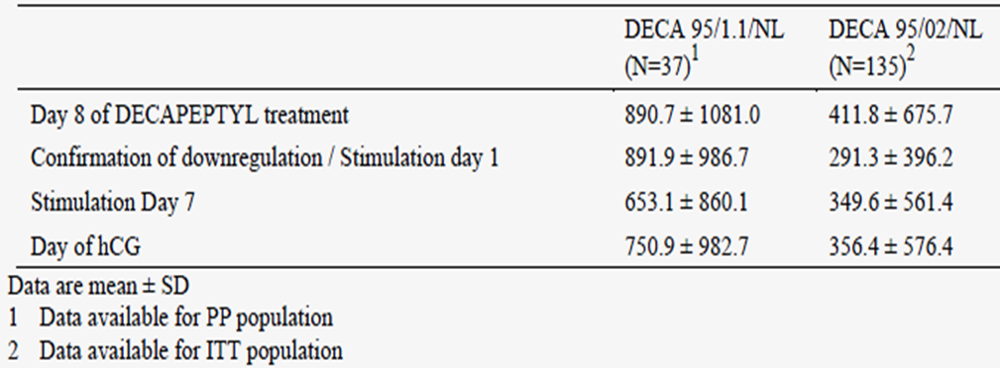 DECA 95/1.1/NL DECA 95/02/NL
(N=37)1 (N=135)2
Day 8 of DECAPEPTYL treatment 890.7 ± 1081.0 411.8 ± 675.7
Confirmation of downregulation / Stimulation day 1 891.9 ± 986.7 291.3 ± 396.2
Stimulation Day 7 653.1 ± 860.1 349.6 ± 561.4
Day of hCG 750.9 ± 982.7 356.4 ± 576.4
Data are mean ± SD
1 Data available for PP population
2 Data available for ITT population